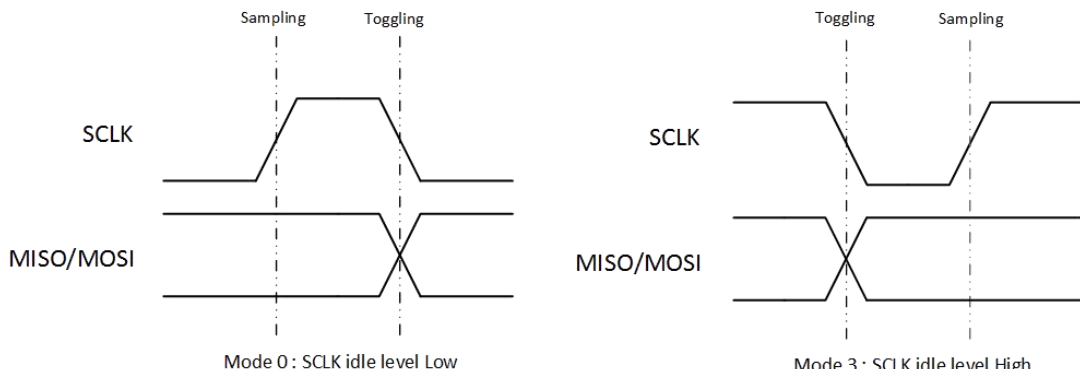 Sampling
Toggling
SCLK
MISO/MOSI
Mode 0 : SCLK idle level Low
Toggling
Sampling
SCLK
MISO/MOSI
Mode 3 : SCLK idle level High